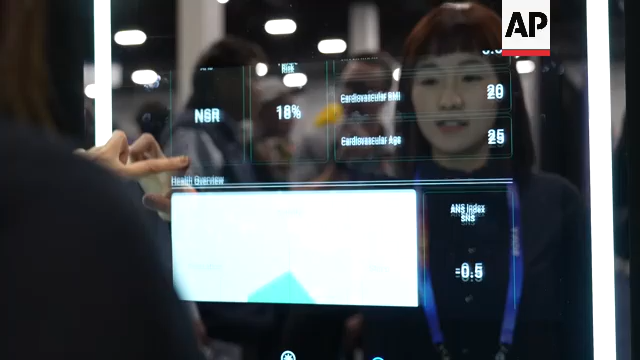 AP
Risk
NSR
18%
Cardiovascular BMI
20
Cardiovascular Age
25
Health Overview
ANS Index
SNS
-0.5